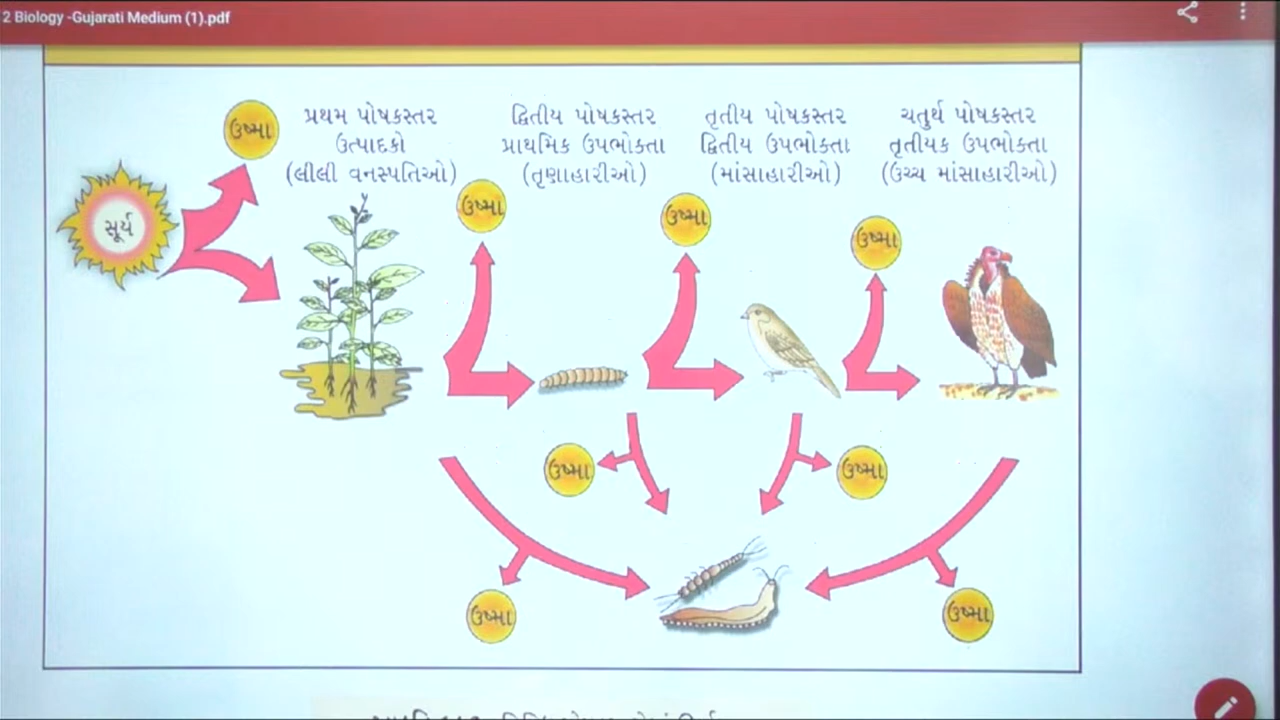 2 Biology -Gujarati Medium (1).pdf
ઉષ્મા
પ્રથમ પોષકસ્તર
ઉત્પાદકો
(લીલી વનસ્પતિઓ)
દ્વિતીય પોષકસ્તર
પ્રાથમિક ઉપભોક્તા
(તૃણાહારીઓ)
તૃતીય પોષકસ્તર
દ્વિતીય ઉપભોક્તા
(માંસાહારીઓ)
ચતુર્થ પોષકસ્તર
તૃતીયક ઉપભોક્તા
(ઉચ્ચ માંસાહારીઓ)
સૂર્ય
ઉષ્મા
ઉષ્મા
ઉષ્મા
ઉષ્મા
ઉષ્મા
ઉષ્મા
ઉષ્મા